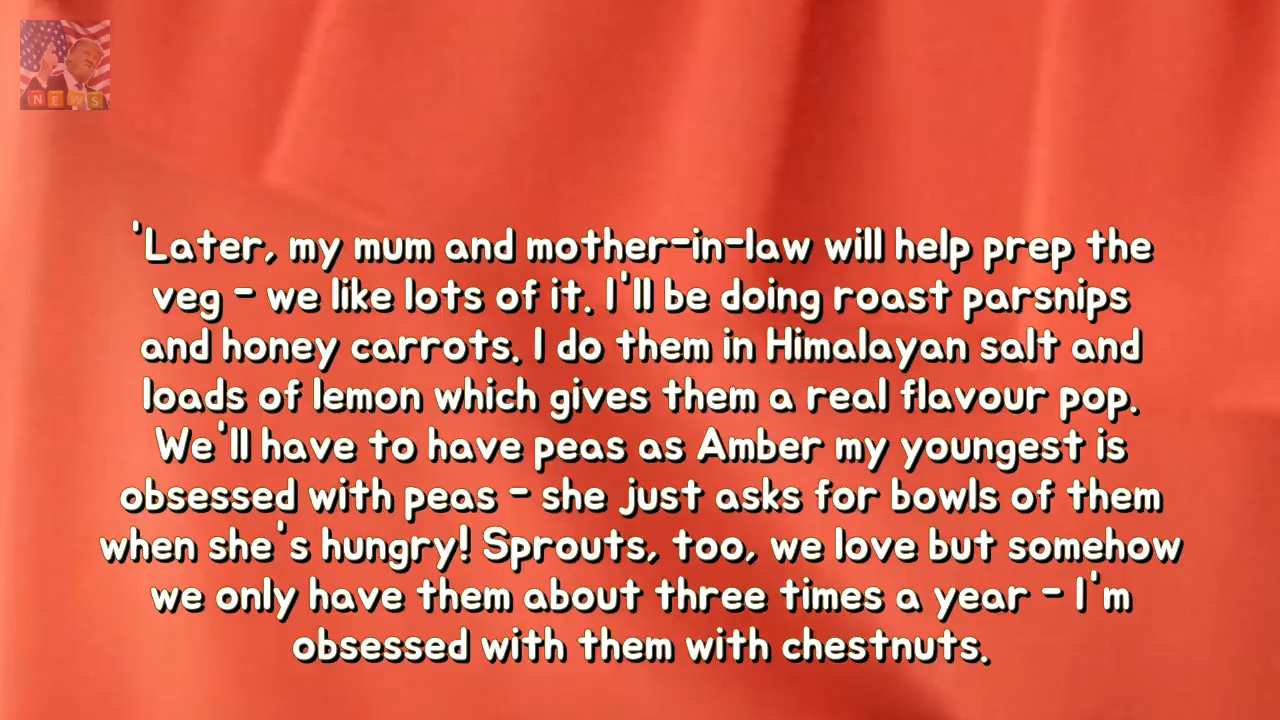 NEWS
'Later, my mum and mother-in-law will help prep the
veg - we like lots of it. I'll be doing roast parsnips
and honey carrots. I do them in Himalayan salt and
loads of lemon which gives them a real flavour pop.
We'll have to have peas as Amber my youngest is
obsessed with peas - she just asks for bowls of them
when she's hungry! Sprouts, too, we love but somehow
we only have them about three times a year - I'm
obsessed with them with chestnuts.